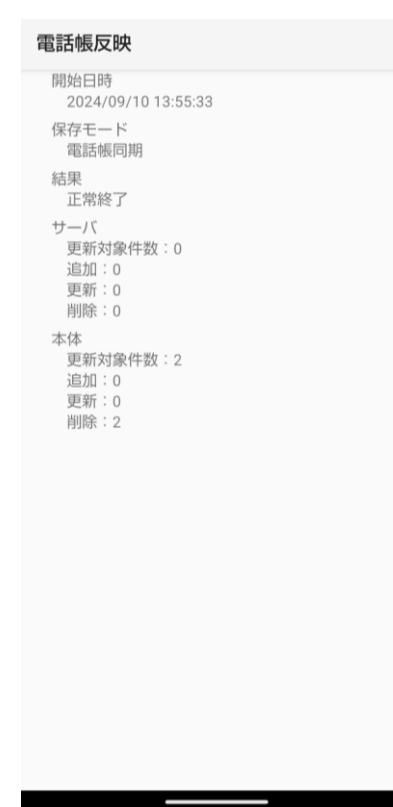 電話帳反映
開始日時
2024/09/10 13:55:33
保存モード
電話帳同期
結果
正常終了
サーバ
更新対象件数：0
追加：0
更新：0
削除：0
本体
更新対象件数：2
追加：0
更新：0
削除：2